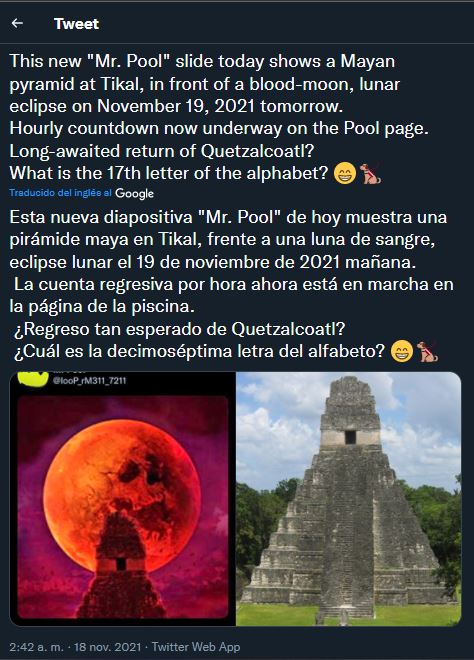 Tweet
This new "Mr. Pool" slide today shows a Mayan
pyramid at Tikal, in front of a blood-moon, lunar
eclipse on November 19, 2021 tomorrow.
Hourly countdown now underway on the Pool page.
Long-awaited return of Quetzalcoatl?
What is the 17th letter of the alphabet? 😁🐕‍🦺
Traducido del inglés al Google
Esta nueva diapositiva "Mr. Pool" de hoy muestra una
pirámide maya en Tikal, frente a una luna de sangre,
eclipse lunar el 19 de noviembre de 2021 mañana.
La cuenta regresiva por hora ahora está en marcha en
la página de la piscina.
¿Regreso tan esperado de Quetzalcoatl?
¿Cuál es la decimoséptima letra del alfabeto? 😁🐕‍🦺
@looP_rM311_7211
2:42 a. m. · 18 nov. 2021 · Twitter Web App